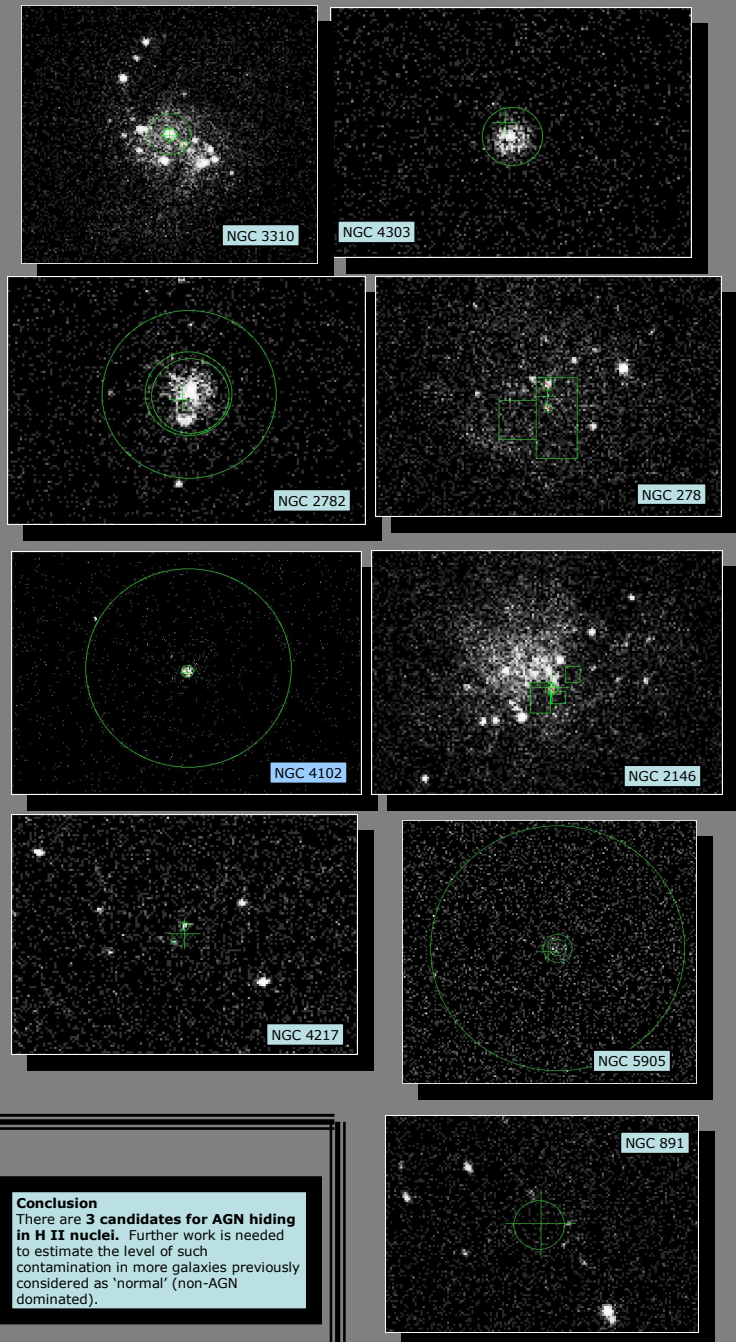 NGC 3310
NGC 4303
NGC 2782
NGC 278
NGC 4102
NGC 2146
NGC 4217
NGC 5905
NGC 891
Conclusion
There are 3 candidates for AGN hiding
in H II nuclei. Further work is needed
to estimate the level of such
contamination in more galaxies previously
considered as ‘normal’ (non-AGN
dominated).